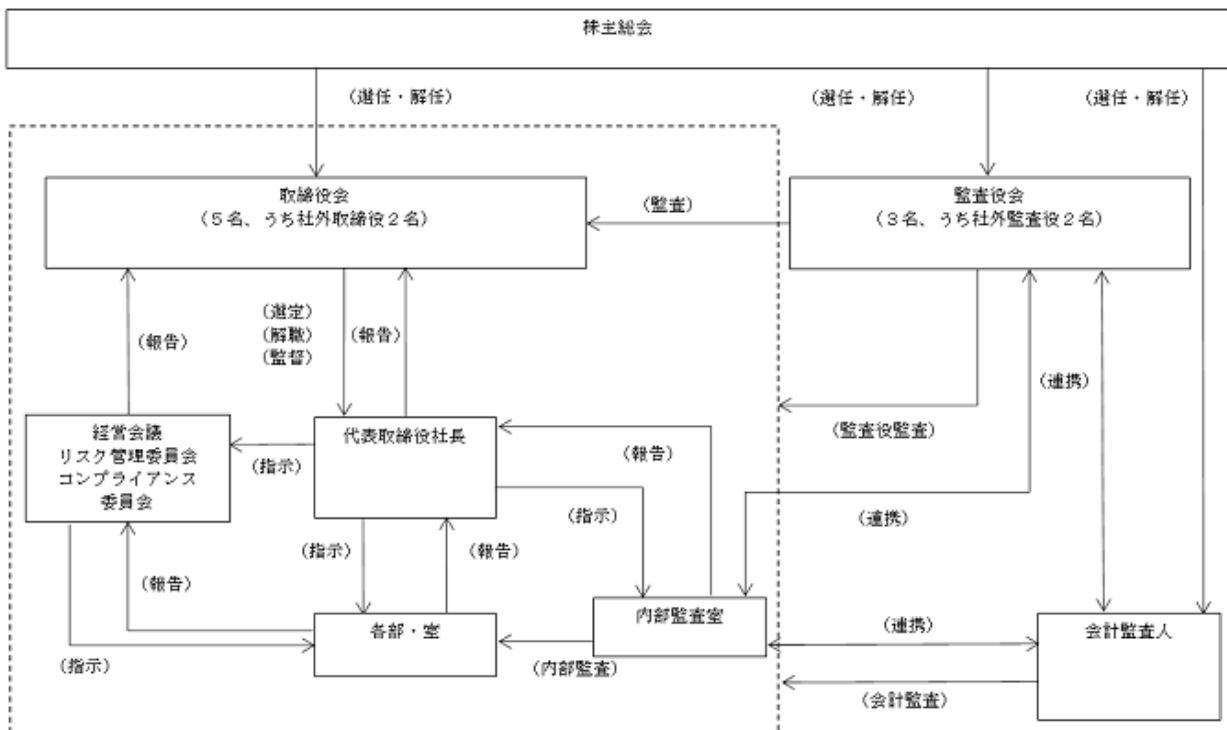 株主総会
(選任・解任)
(選任・解任)
(選任・解任)
取締役会
(5名、うち社外取締役2名)
(監査)
監査役会
(3名、うち社外監査役2名)
(報告)
(選定)
(解職)
(監督)
(報告)
(連携)
経営会議
リスク管理委員会
コンプライアンス
委員会
(指示)
代表取締役社長
(報告)
(監査役監査)
(指示)
(連携)
(報告)
(指示)
(報告)
各部・室
内部監査室
会計監査人
(連携)
(指示)
(内部監査)
(会計監査)